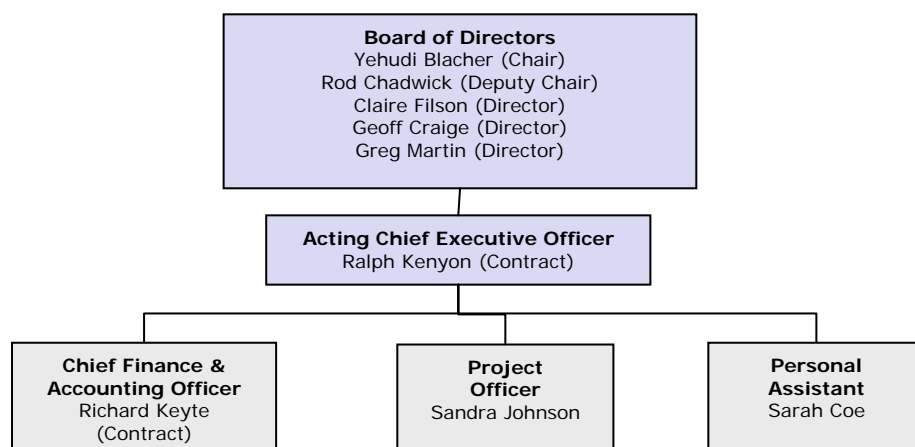 Board of Directors
Yehudi Blacher (Chair)
Rod Chadwick (Deputy Chair)
Claire Filson (Director)
Geoff Craige (Director)
Greg Martin (Director)
Acting Chief Executive Officer
Ralph Kenyon (Contract)
Chief Finance &
Accounting Officer
Richard Keyte
(Contract)
Project
Officer
Sandra Johnson
Personal
Assistant
Sarah Coe